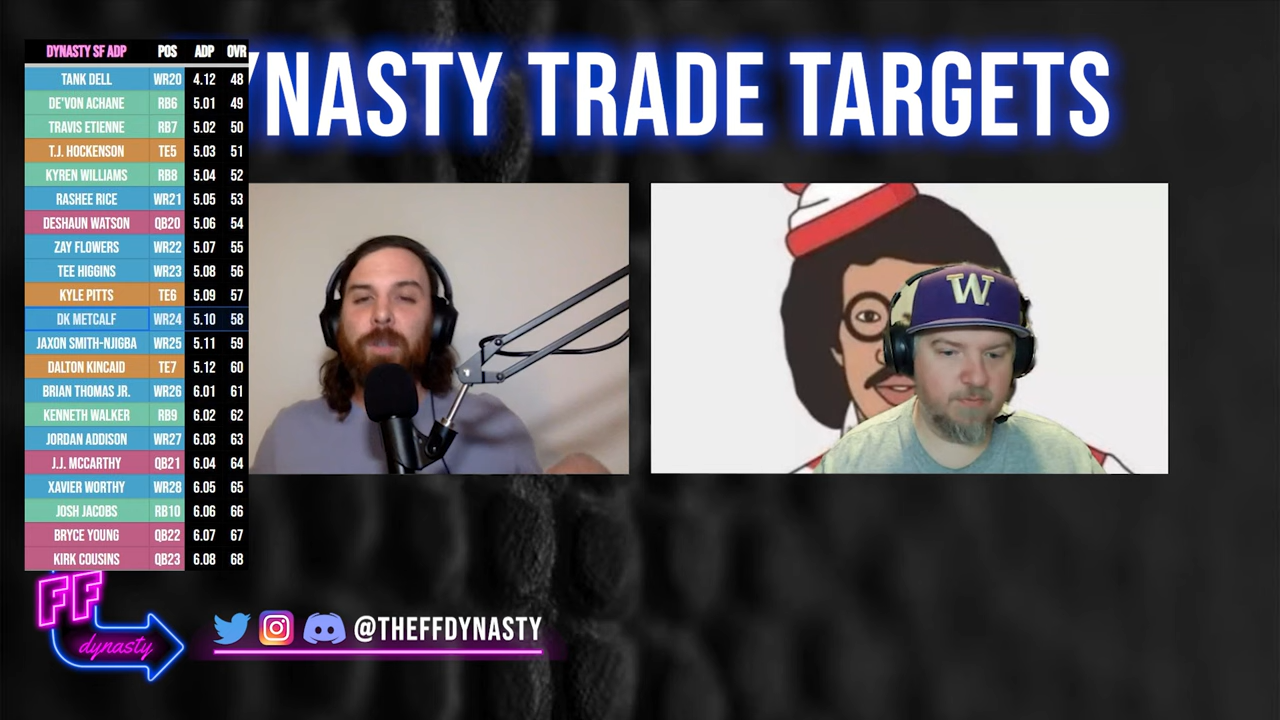 DYNASTY SF ADP POS ADP OVR
TANK DELL WR20 4.12 48
DE'VON ACHANE RB6 5.01 49
TRAVIS ETIENNE RB7 5.02 50
T.J. HOCKENSON TE5 5.03 51
KYREN WILLIAMS RB8 5.04 52
RASHEE RICE WR21 5.05 53
DESHAUN WATSON QB20 5.06 54
ZAY FLOWERS WR22 5.07 55
TEE HIGGINS WR23 5.08 56
KYLE PITTS TE6 5.09 57
DK METCALF WR24 5.10 58
JAXON SMITH-NJIGBA WR25 5.11 59
DALTON KINCAID TE7 5.12 60
BRIAN THOMAS JR. WR26 6.01 61
KENNETH WALKER RB9 6.02 62
JORDAN ADDISON WR27 6.03 63
J.J. MCCARTHY QB21 6.04 64
XAVIER WORTHY WR28 6.05 65
JOSH JACOBS RB10 6.06 66
BRYCE YOUNG QB22 6.07 67
KIRK COUSINS QB23 6.08 68
YNASTY TRADE TARGETS
W
FF
dynasty
@THEFFDYNASTY